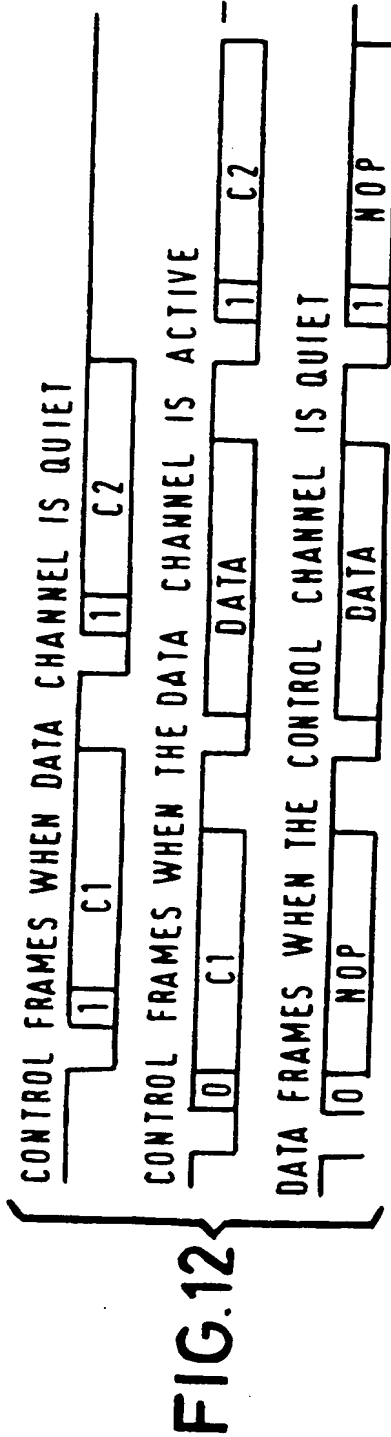 CONTROL FRAMES WHEN DATA CHANNEL IS QUIET
1 C1 1 C2
CONTROL FRAMES WHEN THE DATA CHANNEL IS ACTIVE
0 C1 DATA 1 C2
DATA FRAMES WHEN THE CONTROL CHANNEL IS QUIET
0 NOP DATA 1 NOP
FIG.12